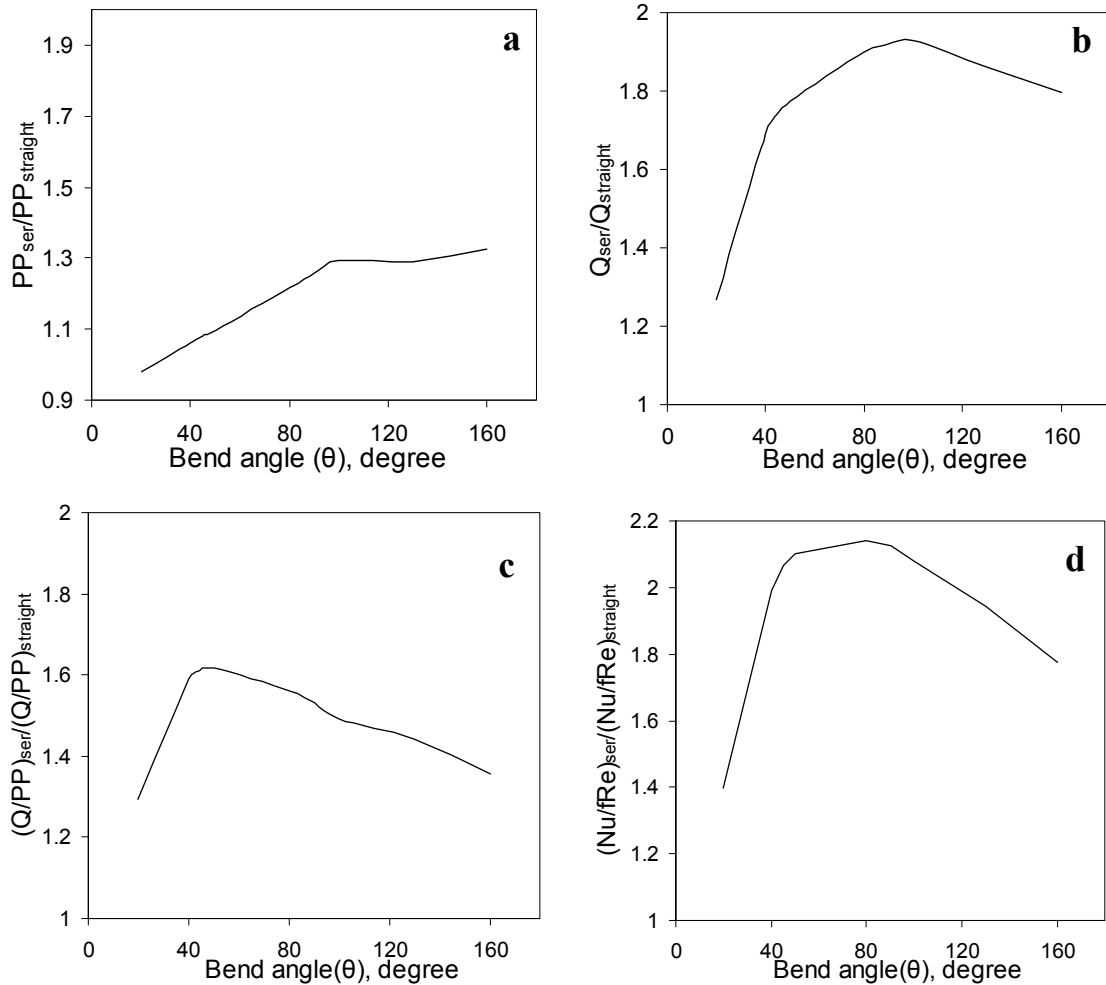 a
1.9
1.7
1.5
1.3
1.1
0.9
PPser/PPstraight
0 40 80 120 160
Bend angle (θ), degree
b
2
1.8
1.6
1.4
1.2
1
Qser/Qstraight
0 40 80 120 160
Bend angle(θ), degree
c
2
1.8
1.6
1.4
1.2
1
(Q/PP)ser/(Q/PP)straight
0 40 80 120 160
Bend angle(θ), degree
d
2.2
2
1.8
1.6
1.4
1.2
1
(Nu/fRe)ser/(Nu/fRe)straight
0 40 80 120 160
Bend angle(θ), degree